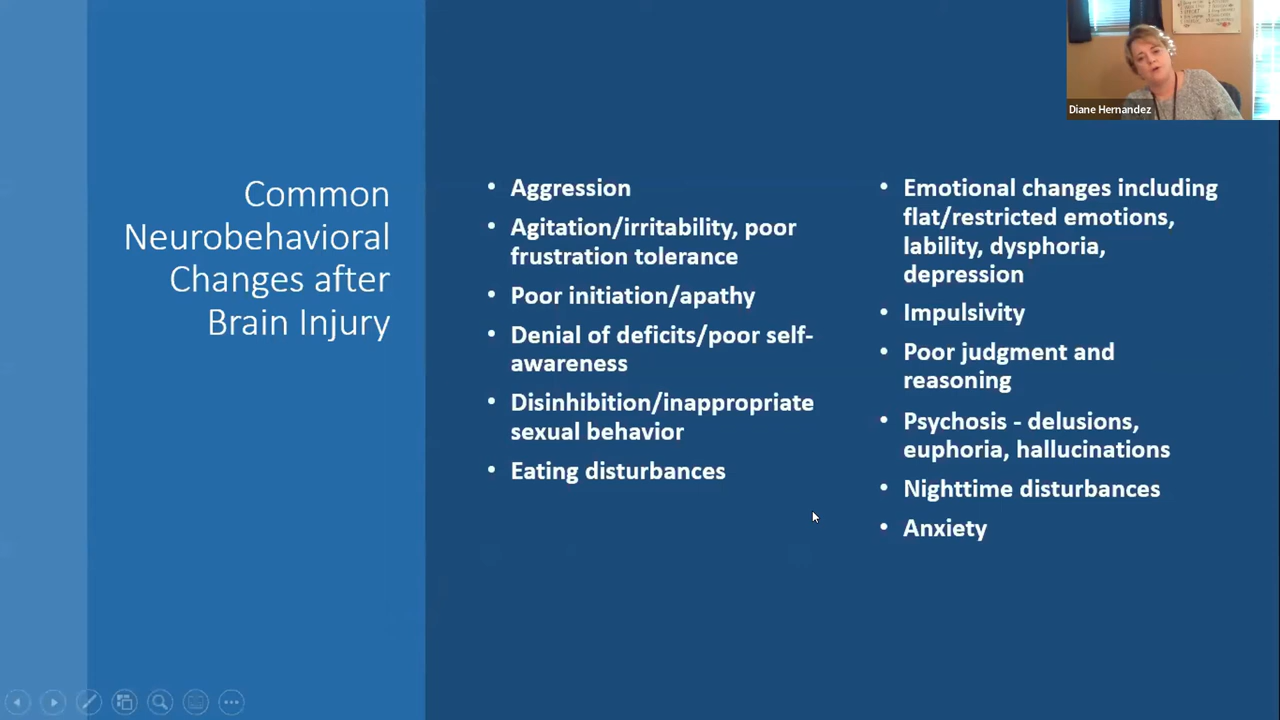 Diane Hernandez
Common
Neurobehavioral
Changes after
Brain Injury
• Aggression
• Agitation/irritability, poor
frustration tolerance
• Poor initiation/apathy
• Denial of deficits/poor self-
awareness
• Disinhibition/inappropriate
sexual behavior
• Eating disturbances
• Emotional changes including
flat/restricted emotions,
lability, dysphoria,
depression
• Impulsivity
• Poor judgment and
reasoning
• Psychosis - delusions,
euphoria, hallucinations
• Nighttime disturbances
• Anxiety